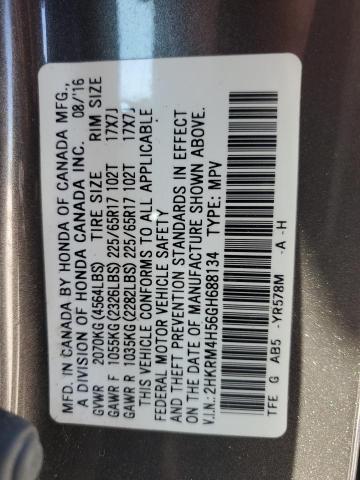 MFD. IN CANADA BY HONDA OF CANADA MFG.,
A DIVISION OF HONDA CANADA INC. 08/'16
GVWR 2070KG (4564LBS) TIRE SIZE RIM SIZE
GAWR F 1055KG (2326LBS) 225/65R17 102T 17X7J
GAWR R 1035KG (2282LBS) 225/65R17 102T 17X7J
THIS VEHICLE CONFORMS TO ALL APPLICABLE
FEDERAL MOTOR VEHICLE SAFETY
AND THEFT PREVENTION STANDARDS IN EFFECT
ON THE DATE OF MANUFACTURE SHOWN ABOVE.
V.I.N.: 2HKRM4H56GH688134 TYPE: MPV
TFE G AB5 -YR578M -A -H